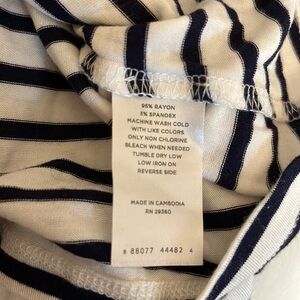 95% RAYON
5% SPANDEX
MACHINE WASH COLD
WITH LIKE COLORS
ONLY NON CHLORINE
BLEACH WHEN NEEDED
TUMBLE DRY LOW
LOW IRON ON
REVERSE SIDE
MADE IN CAMBODIA
RN 29360
8 88077 44482 4